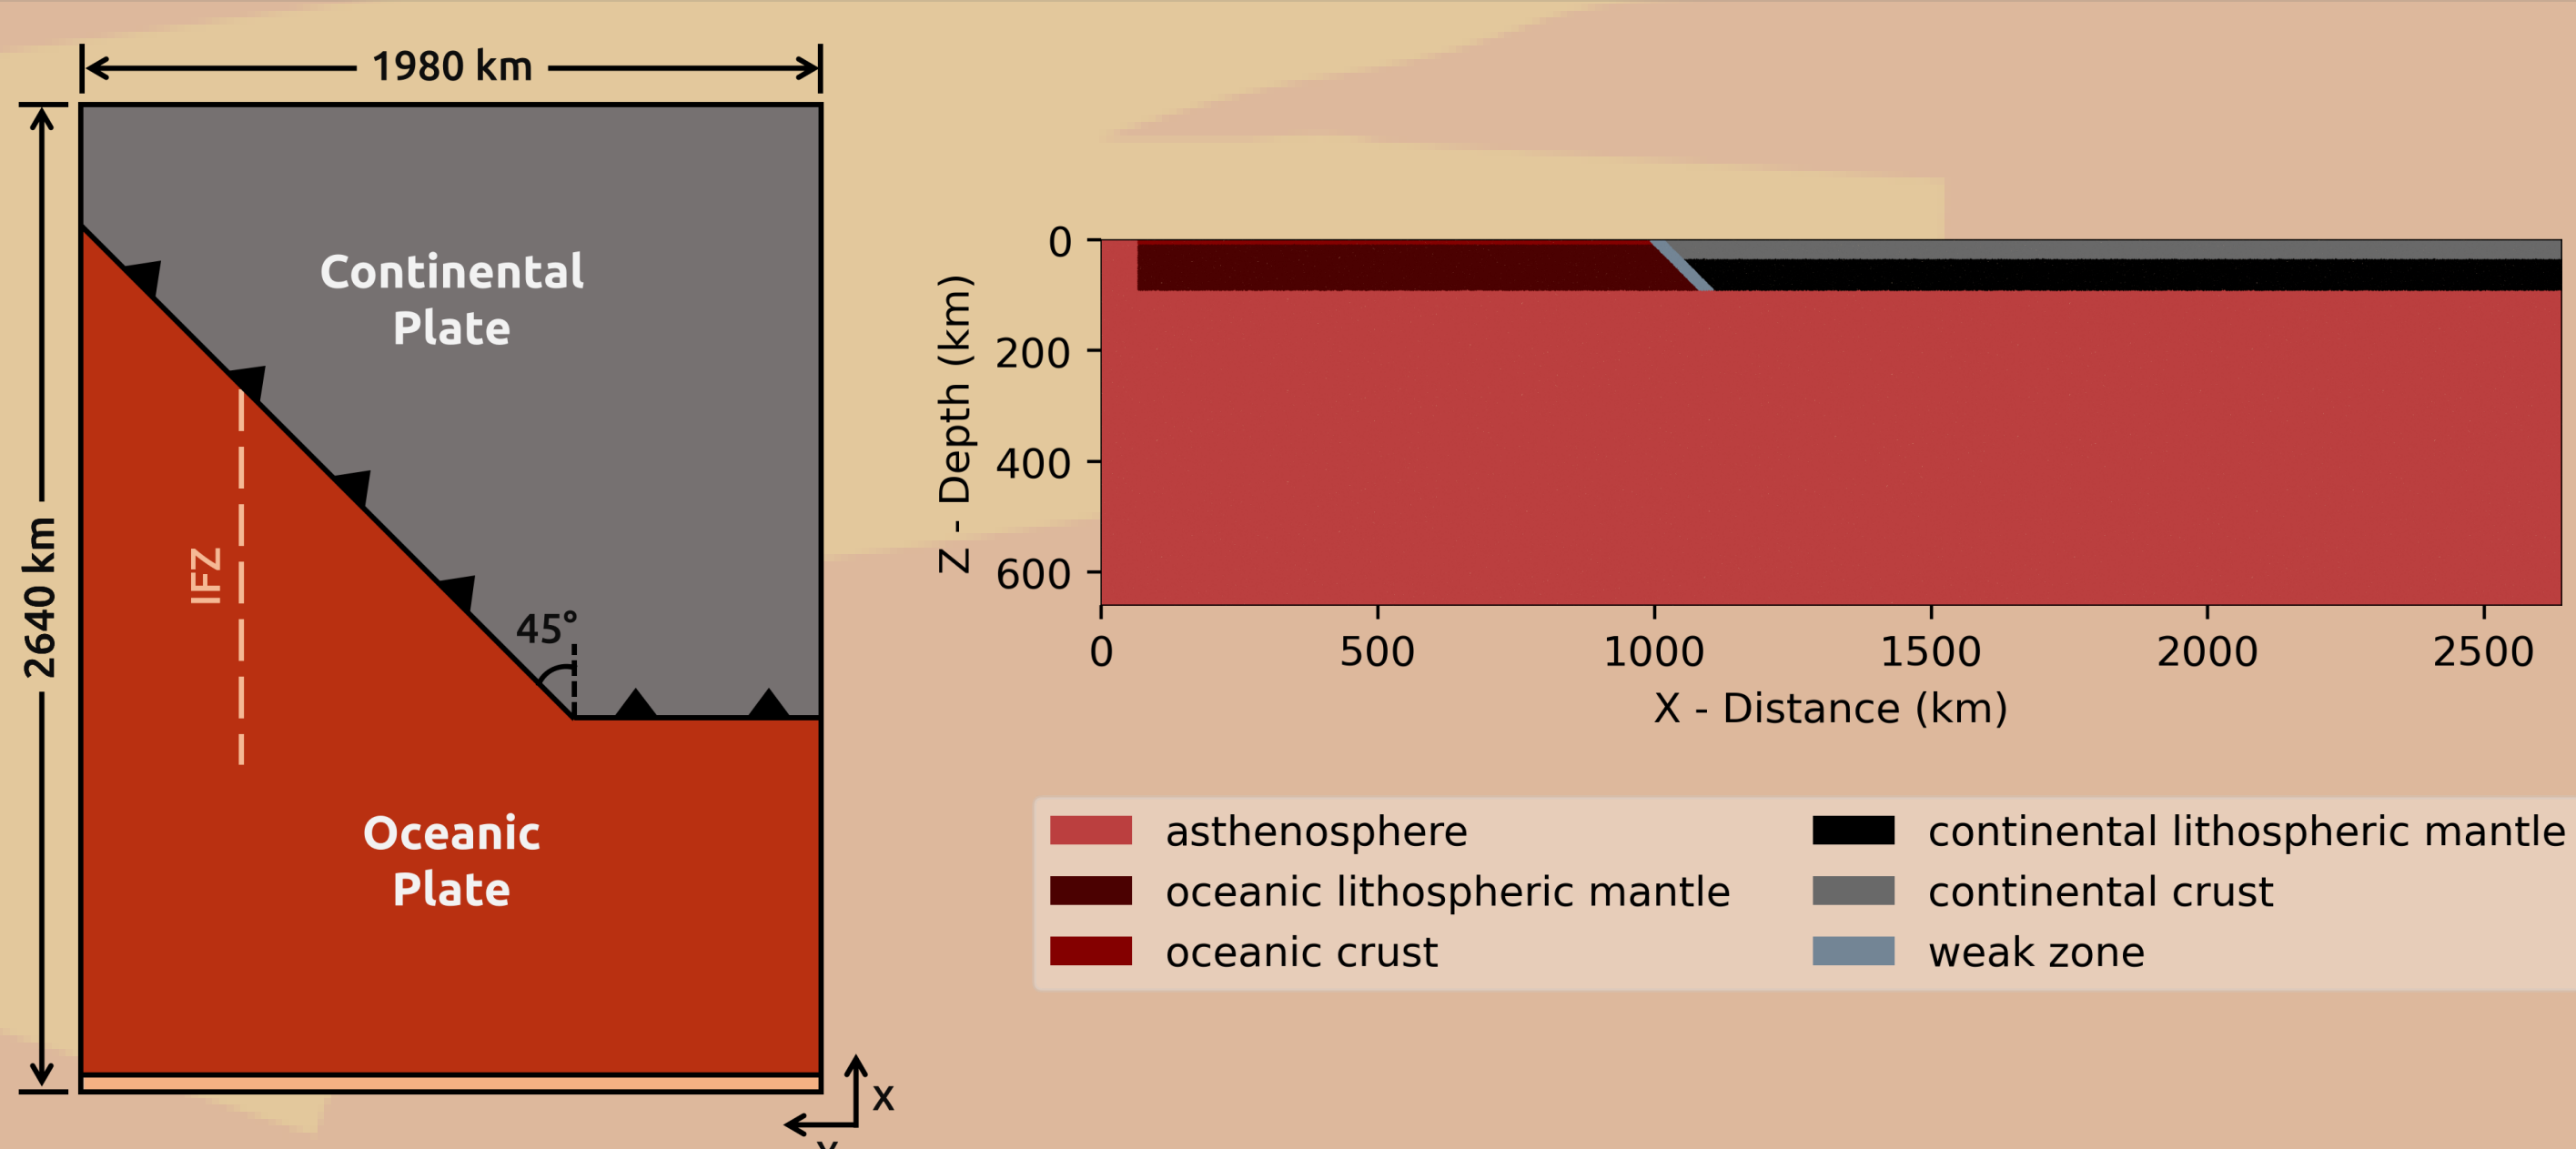 1980 km
2640 km
Continental
Plate
IFZ
45°
Oceanic
Plate
X
0
200
400
600
Z - Depth (km)
0 500 1000 1500 2000 2500
X - Distance (km)
asthenosphere
oceanic lithospheric mantle
oceanic crust
continental lithospheric mantle
continental crust
weak zone